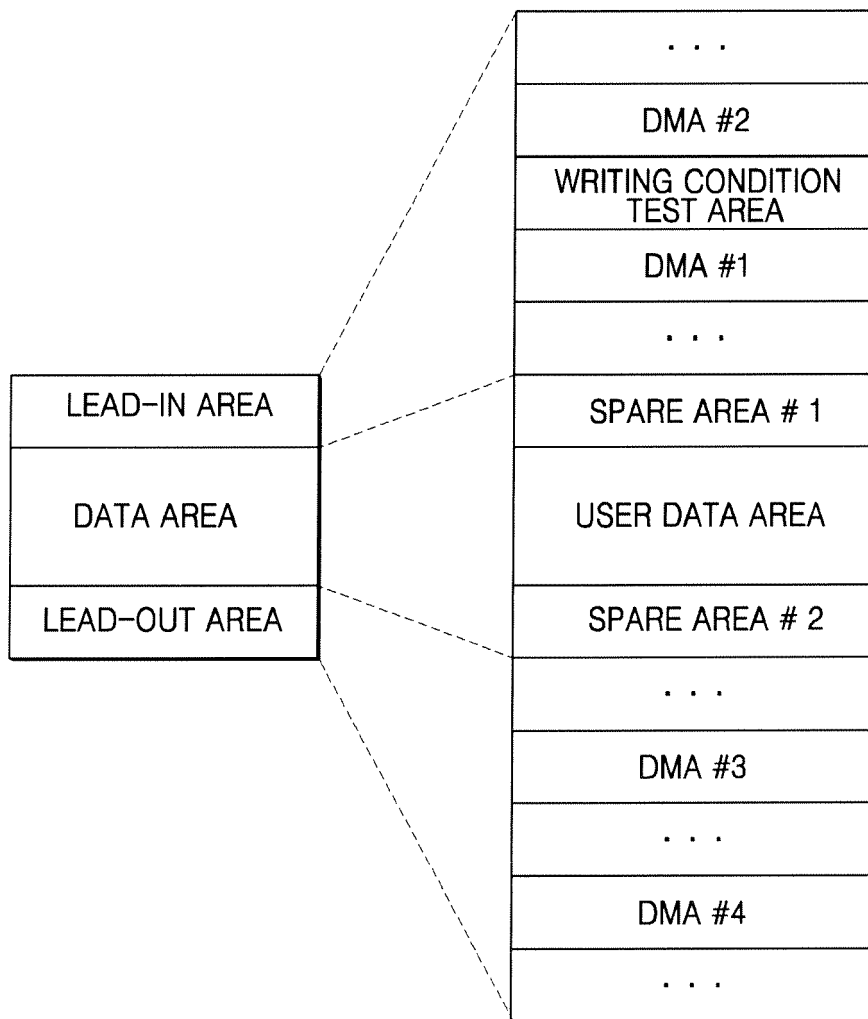 LEAD-IN AREA
DATA AREA
LEAD-OUT AREA
. . .
DMA #2
WRITING CONDITION
TEST AREA
DMA #1
. . .
SPARE AREA # 1
USER DATA AREA
SPARE AREA # 2
. . .
DMA #3
. . .
DMA #4
. . .